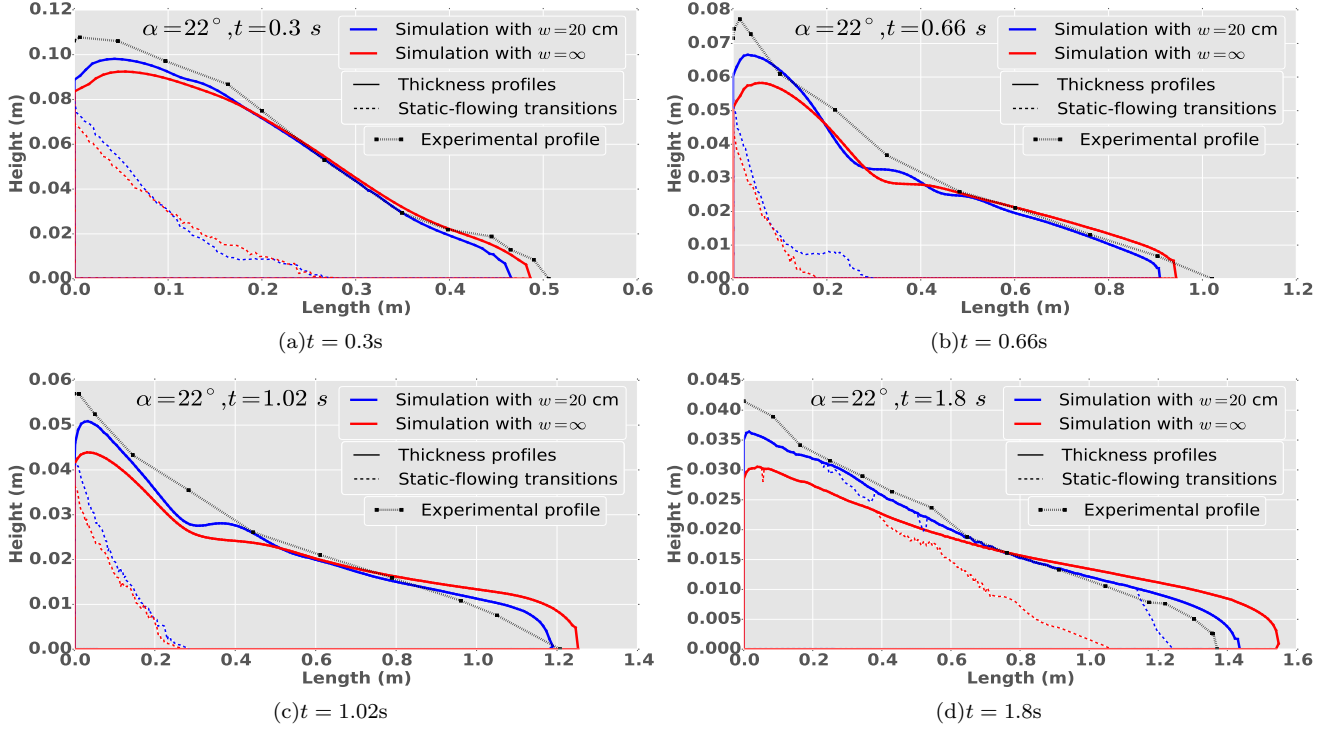 α=22°,t=0.3 s
Simulation with w=20 cm
Simulation with w=∞
Thickness profiles
Static-flowing transitions
Experimental profile
Height (m)
0.12
0.10
0.08
0.06
0.04
0.02
0.00
0.0 0.1 0.2 0.3 0.4 0.5 0.6
Length (m)
(a)t = 0.3s
α=22°,t=0.66 s
Simulation with w=20 cm
Simulation with w=∞
Thickness profiles
Static-flowing transitions
Experimental profile
Height (m)
0.08
0.07
0.06
0.05
0.04
0.03
0.02
0.01
0.00
0.0 0.2 0.4 0.6 0.8 1.0 1.2
Length (m)
(b)t = 0.66s
α=22°,t=1.02 s
Simulation with w=20 cm
Simulation with w=∞
Thickness profiles
Static-flowing transitions
Experimental profile
Height (m)
0.06
0.05
0.04
0.03
0.02
0.01
0.00
0.0 0.2 0.4 0.6 0.8 1.0 1.2 1.4
Length (m)
(c)t = 1.02s
α=22°,t=1.8 s
Simulation with w=20 cm
Simulation with w=∞
Thickness profiles
Static-flowing transitions
Experimental profile
Height (m)
0.045
0.040
0.035
0.030
0.025
0.020
0.015
0.010
0.005
0.000
0.0 0.2 0.4 0.6 0.8 1.0 1.2 1.4 1.6
Length (m)
(d)t = 1.8s